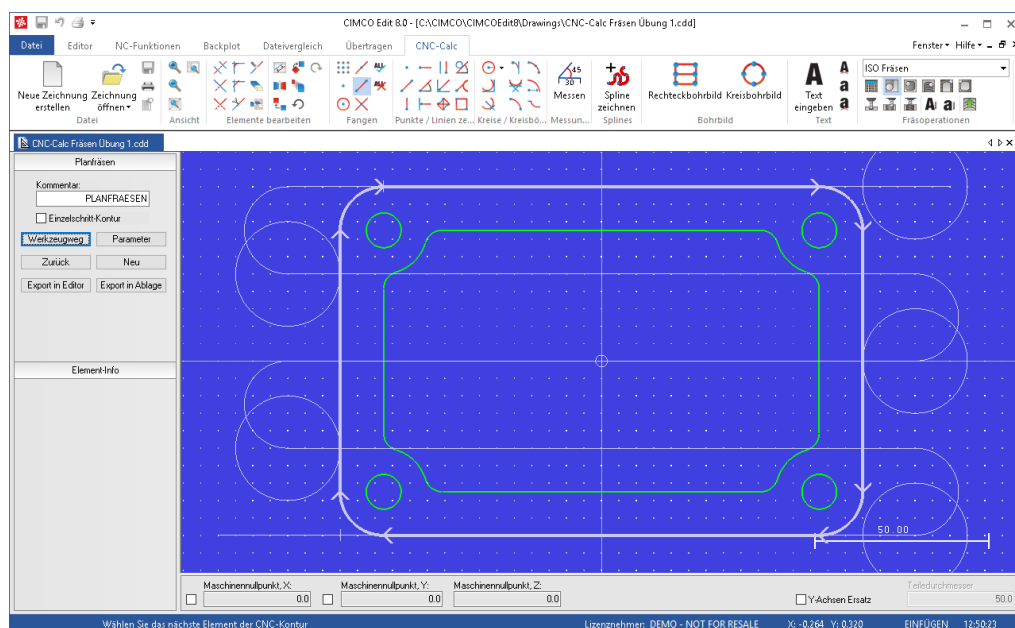 CIMCO Edit 8.0 - [C:\CIMCO\CIMCOEdit8\Drawings\CNC-Calc Fräsen Übung 1.cdd]
Datei Editor NC-Funktionen Backplot Dateivergleich Übertragen CNC-Calc Fenster Hilfe
Neue Zeichnung erstellen
Zeichnung öffnen
45
30
Messen
Spline zeichnen
Rechteckbohrbild Kreisbohrbild
A
Text eingeben
A
a
a
ISO Fräsen
A a a
Datei Ansicht Elemente bearbeiten Fangen Punkte / Linien ze... Kreise / Kreisbö... Messun... Splines Bohrbild Text Fräsoperationen
CNC-Calc Fräsen Übung 1.cdd
Planfräsen
Kommentar:
PLANFRAESEN
Einzelschritt-Kontur
Werkzeugweg Parameter
Zurück Neu
Export in Editor Export in Ablage
Element-Info
50.00
Maschinennullpunkt, X: Maschinennullpunkt, Y: Maschinennullpunkt, Z: Teiledurchmesser
0.0 0.0 0.0 Y-Achsen Ersatz 50.0
Wählen Sie das nächste Element der CNC-Kontur Lizenznehmer: DEMO - NOT FOR RESALE X: -0.264 Y: 0.320 EINFÜGEN 12:50:23